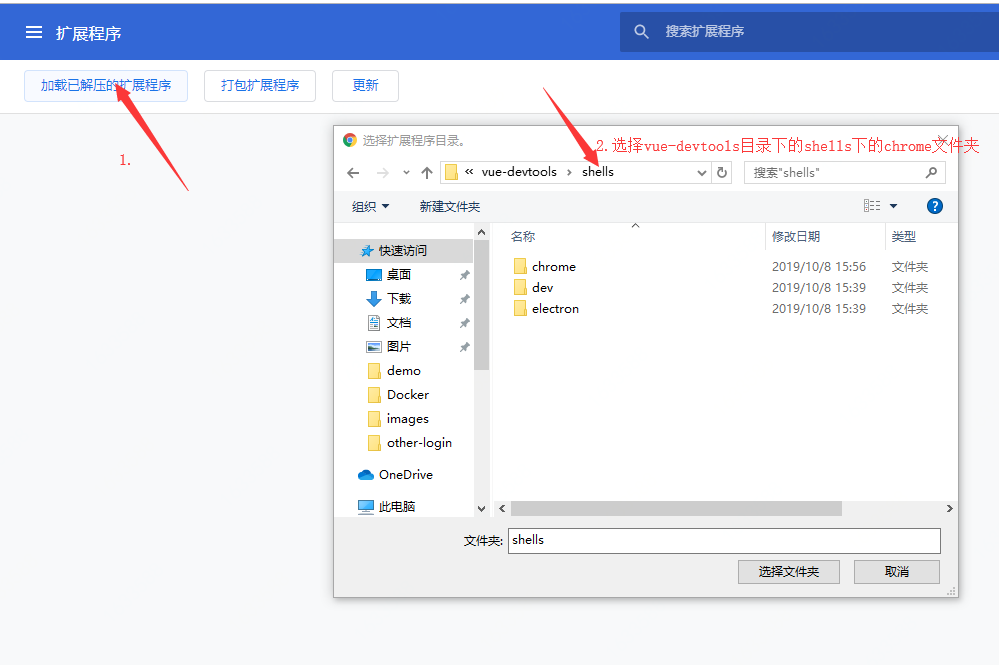 扩展程序
搜索扩展程序
加载已解压的扩展程序
打包扩展程序
更新
1.
选择扩展程序目录。
2.选择vue-devtools目录下的shells下的chrome文件夹
« vue-devtools › shells
搜索"shells"
组织
新建文件夹
快速访问
桌面
下载
文档
图片
demo
Docker
images
other-login
OneDrive
此电脑
名称 修改日期 类型
chrome 2019/10/8 15:56 文件夹
dev 2019/10/8 15:39 文件夹
electron 2019/10/8 15:39 文件夹
文件夹: shells
选择文件夹
取消